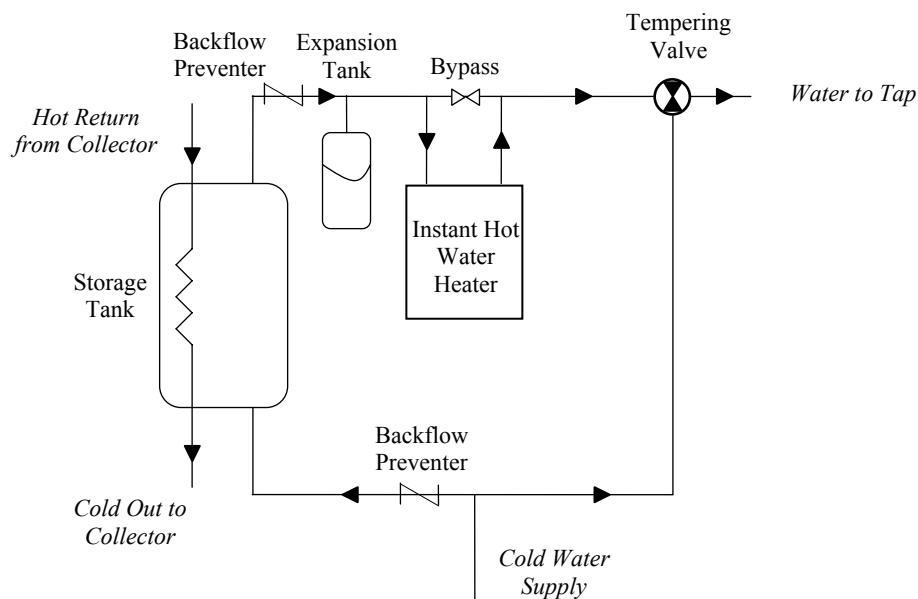 Backflow
Preventer
Expansion
Tank
Bypass
Tempering
Valve
Water to Tap
Hot Return
from Collector
Instant Hot
Water
Heater
Storage
Tank
Backflow
Preventer
Cold Out to
Collector
Cold Water
Supply